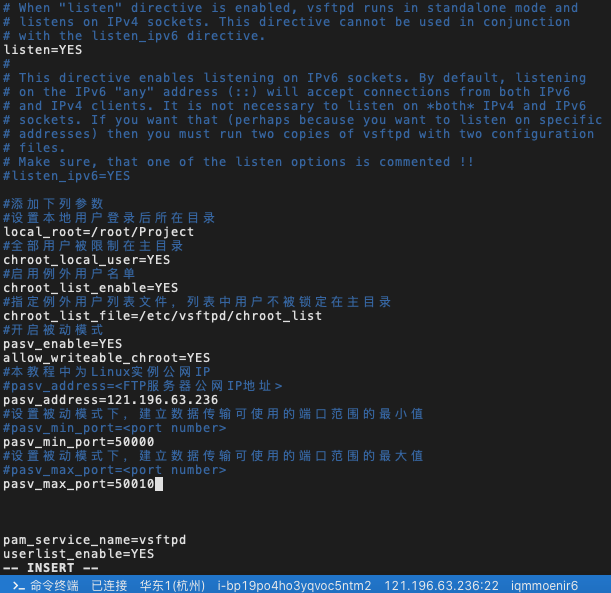 # When "listen" directive is enabled, vsftpd runs in standalone mode and
# listens on IPv4 sockets. This directive cannot be used in conjunction
# with the listen_ipv6 directive.
listen=YES
#
# This directive enables listening on IPv6 sockets. By default, listening
# on the IPv6 "any" address (::) will accept connections from both IPv6
# and IPv4 clients. It is not necessary to listen on *both* IPv4 and IPv6
# sockets. If you want that (perhaps because you want to listen on specific
# addresses) then you must run two copies of vsftpd with two configuration
# files.
# Make sure, that one of the listen options is commented !!
#listen_ipv6=YES
#添加下列参数
#设置本地用户登录后所在目录
local_root=/root/Project
#全部用户被限制在主目录
chroot_local_user=YES
#启用例外用户名单
chroot_list_enable=YES
#指定例外用户列表文件，列表中用户不被锁定在主目录
chroot_list_file=/etc/vsftpd/chroot_list
#开启被动模式
pasv_enable=YES
allow_writeable_chroot=YES
#本教程中为Linux实例公网IP
#pasv_address=<FTP服务器公网IP地址>
pasv_address=121.196.63.236
#设置被动模式下，建立数据传输可使用的端口范围的最小值
#pasv_min_port=<port number>
pasv_min_port=50000
#设置被动模式下，建立数据传输可使用的端口范围的最大值
#pasv_max_port=<port number>
pasv_max_port=50010
pam_service_name=vsftpd
userlist_enable=YES
-- INSERT --
>_ 命令终端 已连接 华东1(杭州) i-bp19po4ho3yqvoc5ntm2 121.196.63.236:22 iqmmoenir6